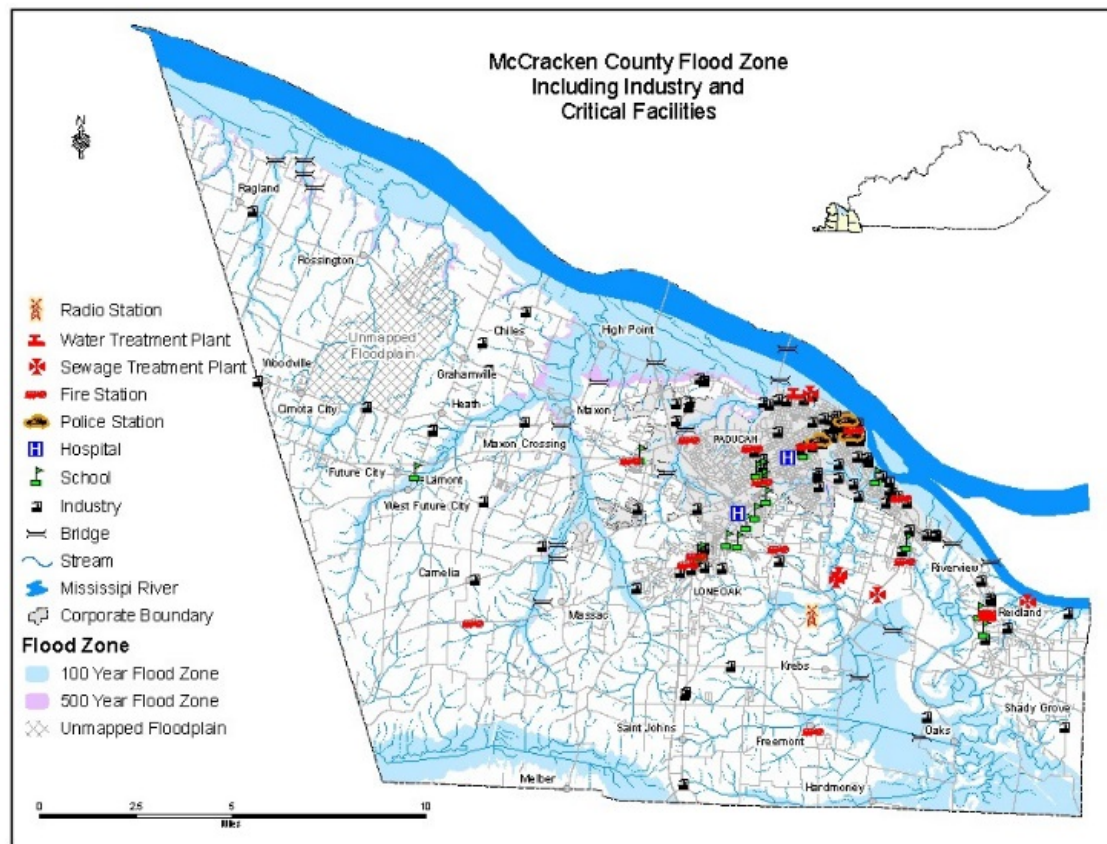 McCracken County Flood Zone
Including Industry and
Critical Facilities
N
Ragland
Rossington
Unmapped
Floodplain
Woodville
Cimota City
Chiles
Grahamville
Heath
High Point
Maxon
Maxon Crossing
PADUCAH
Future City
Lamont
West Future City
Camelia
Massac
LONEOAK
Riverview
Reidland
Krebs
Shady Grove
Saint Johns
Freemont
Oaks
Melber
Hardmoney
Radio Station
Water Treatment Plant
Sewage Treatment Plant
Fire Station
Police Station
H Hospital
School
Industry
Bridge
Stream
Mississipi River
Corporate Boundary
Flood Zone
100 Year Flood Zone
500 Year Flood Zone
Unmapped Floodplain
0 2.5 5 10
Miles
H
H